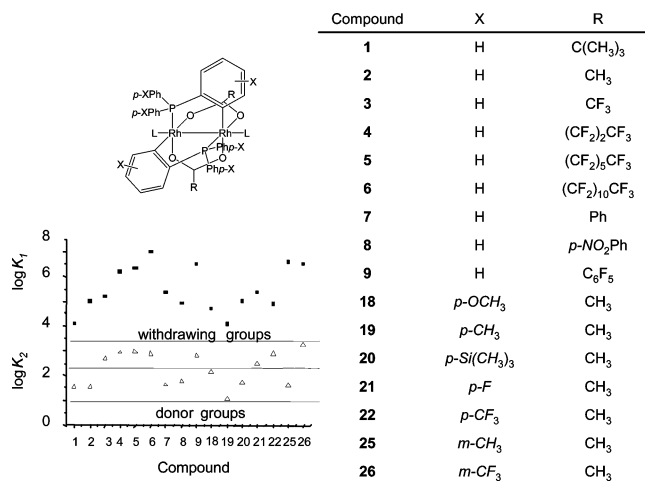 Compound X R
1 H C(CH3)3
2 H CH3
3 H CF3
4 H (CF2)2CF3
5 H (CF2)5CF3
6 H (CF2)10CF3
7 H Ph
8 H p-NO2Ph
9 H C6F5
18 p-OCH3 CH3
19 p-CH3 CH3
20 p-Si(CH3)3 CH3
21 p-F CH3
22 p-CF3 CH3
25 m-CH3 CH3
26 m-CF3 CH3
X
p-XPh R
p-XPh P O O
L Rh Rh L
X O P Php-X
O Php-X
R
8
logK1
6
4
withdrawing groups
logK2
2
donor groups
0
1 2 3 4 5 6 7 8 9 18 19 20 21 22 25 26
Compound